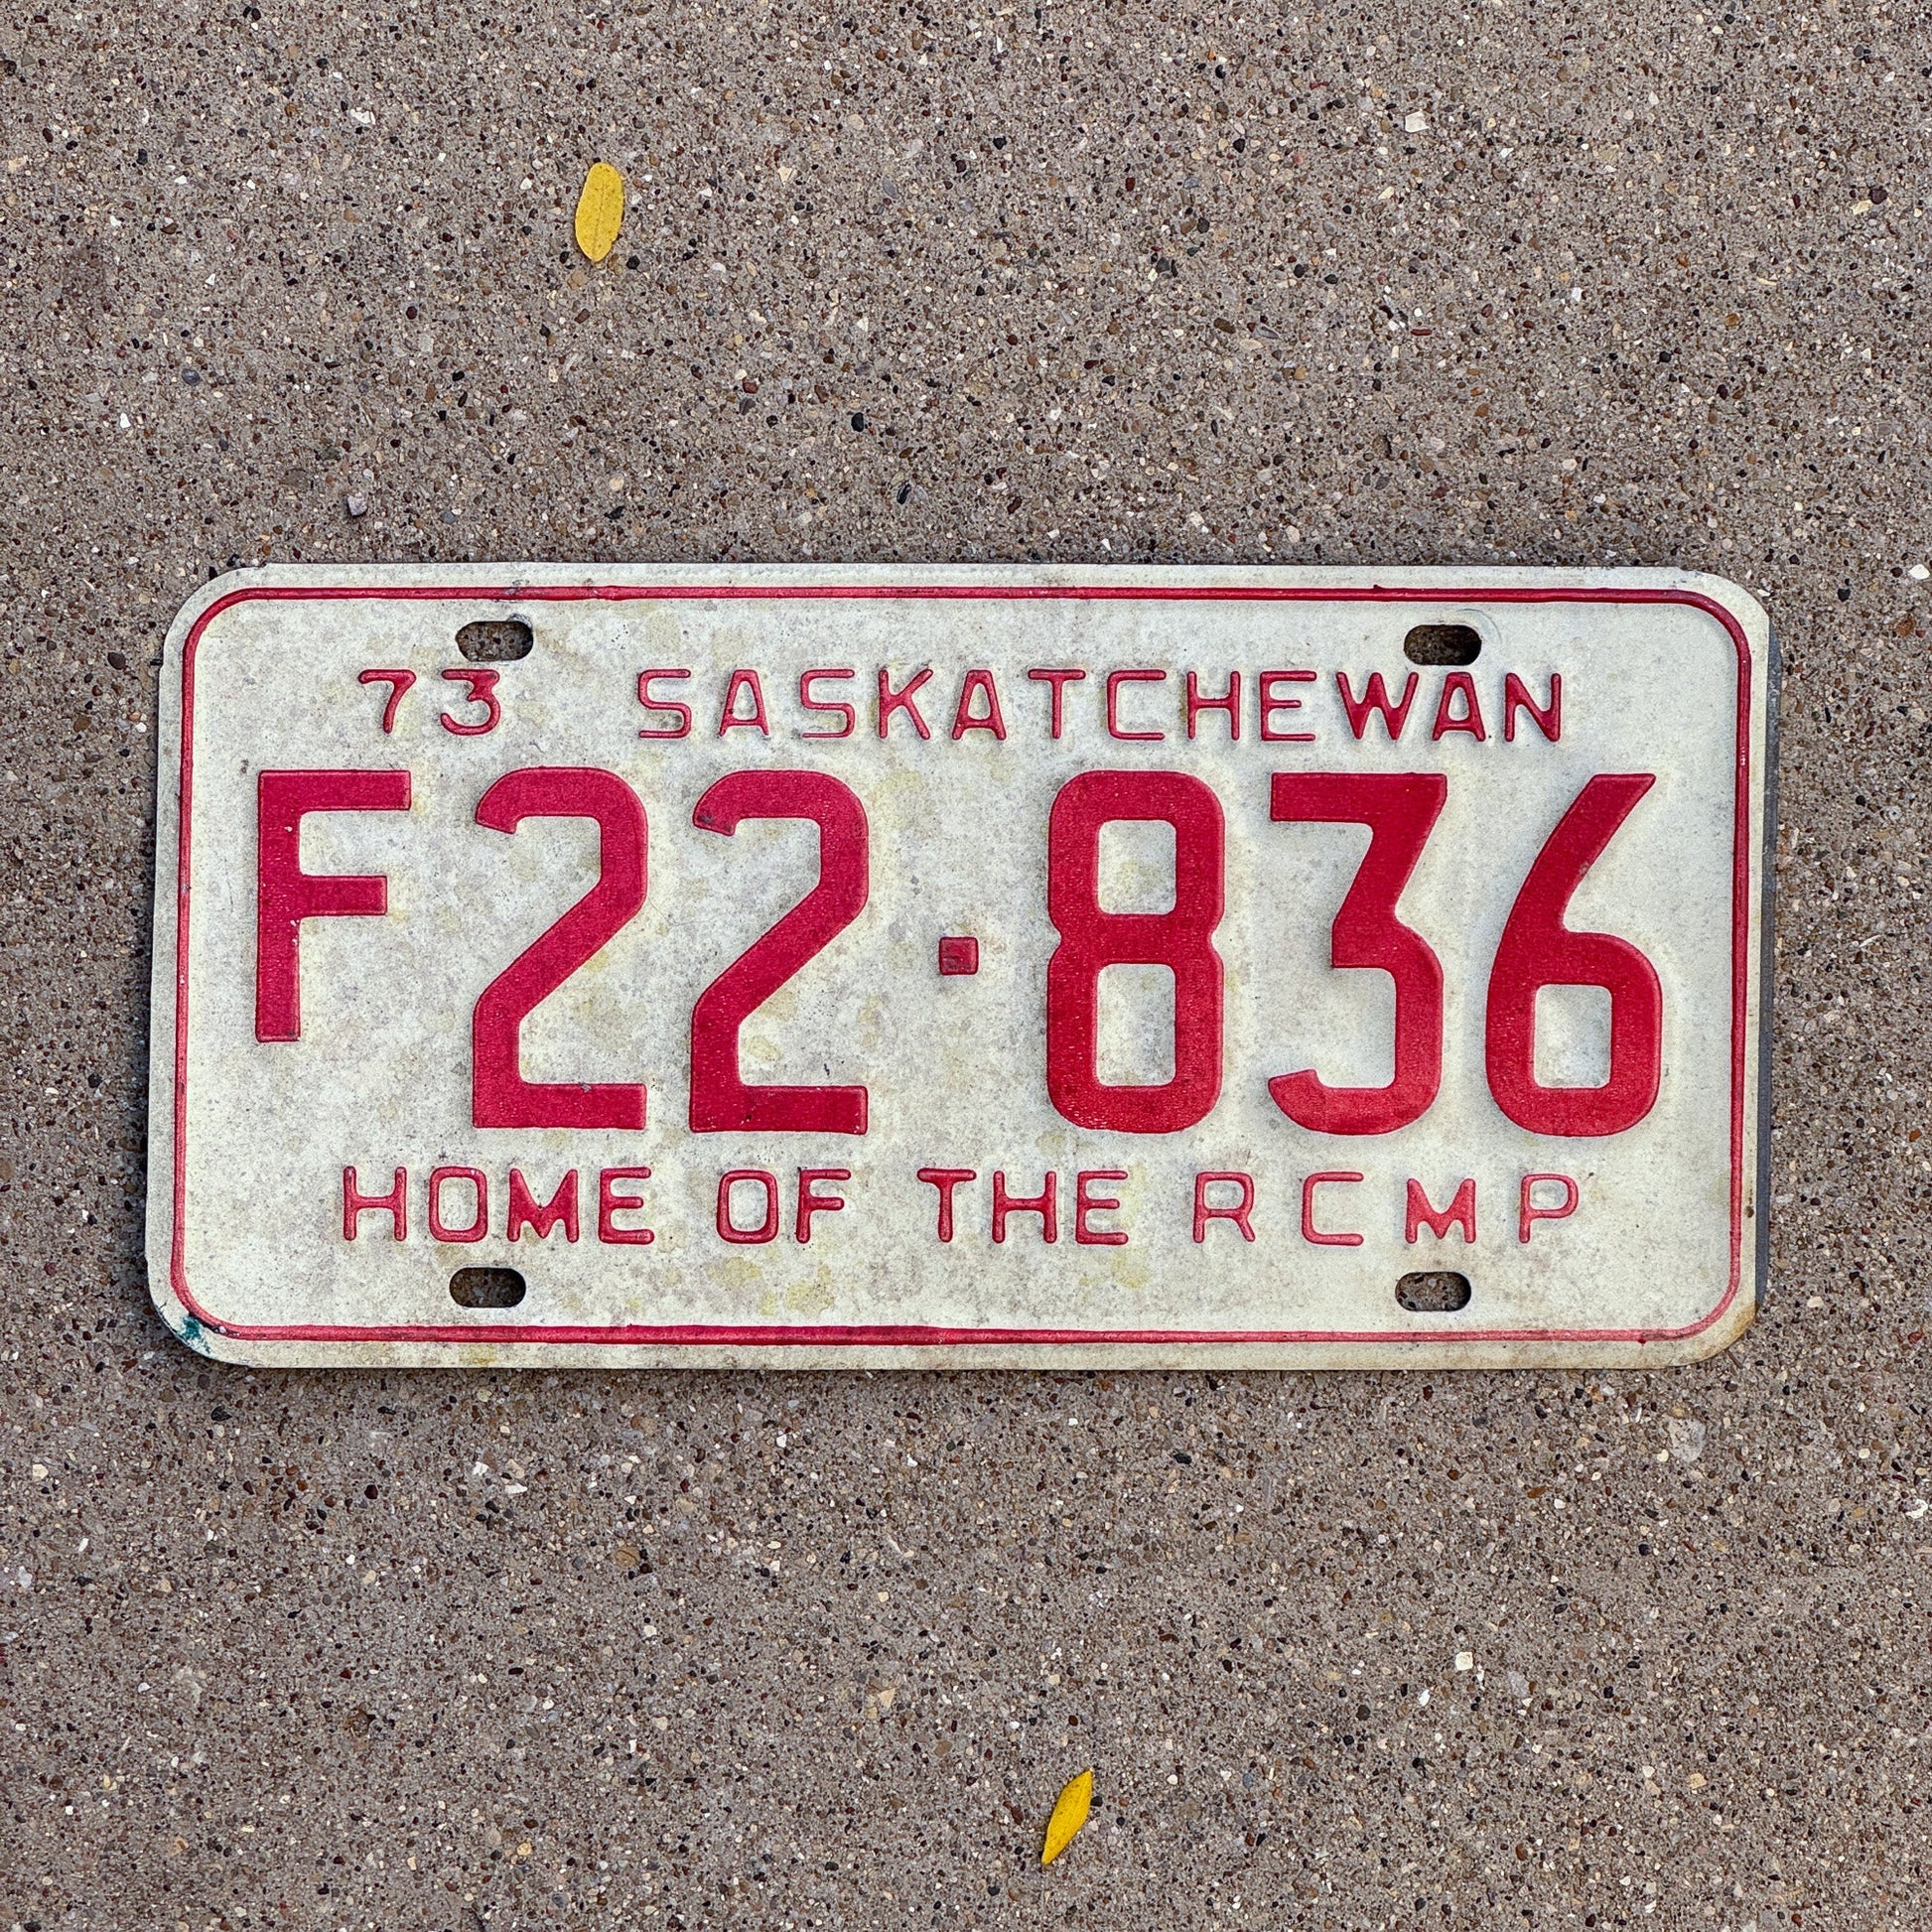 73 SASKATCHEWAN
F22·836
HOME OF THE RCMP